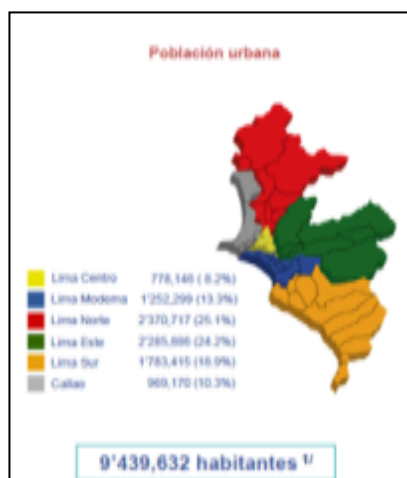 Población urbana
Lima Centro 778,146 (8.2%)
Lima Moderna 1'252,299 (13.3%)
Lima Norte 2'370,717 (25.1%)
Lima Este 2'285,886 (24.2%)
Lima Sur 1'783,415 (18.9%)
Callao 969,170 (10.3%)
9'439,632 habitantes 1/